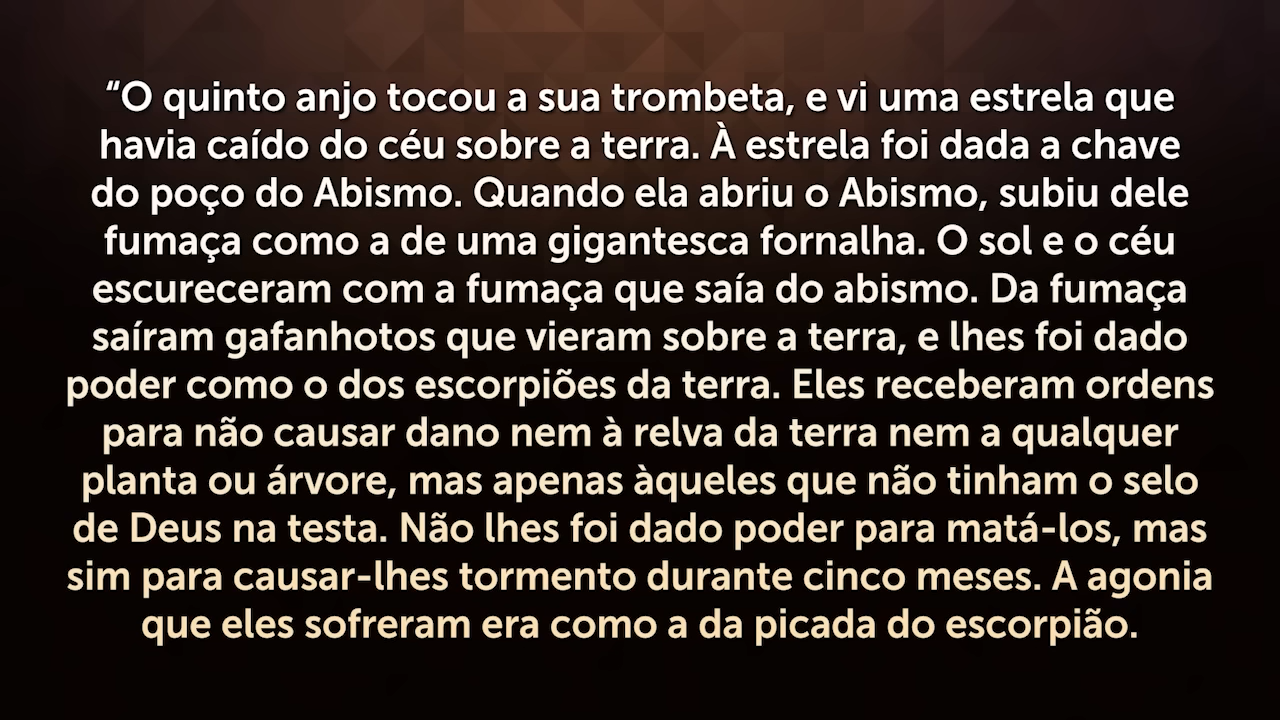 “O quinto anjo tocou a sua trombeta, e vi uma estrela que
havia caído do céu sobre a terra. À estrela foi dada a chave
do poço do Abismo. Quando ela abriu o Abismo, subiu dele
fumaça como a de uma gigantesca fornalha. O sol e o céu
escureceram com a fumaça que saía do abismo. Da fumaça
saíram gafanhotos que vieram sobre a terra, e lhes foi dado
poder como o dos escorpiões da terra. Eles receberam ordens
para não causar dano nem à relva da terra nem a qualquer
planta ou árvore, mas apenas àqueles que não tinham o selo
de Deus na testa. Não lhes foi dado poder para matá-los, mas
sim para causar-lhes tormento durante cinco meses. A agonia
que eles sofreram era como a da picada do escorpião.